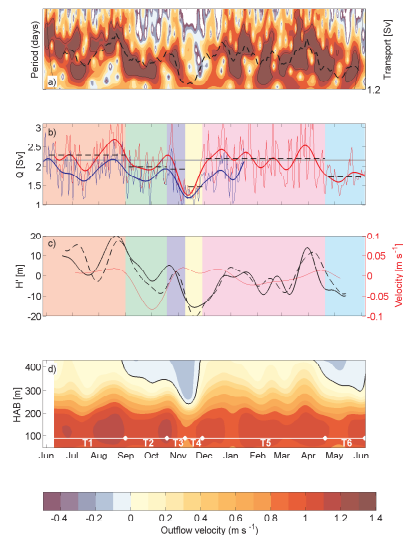 Period (days)
a)
Transport [Sv]
1.2
b)
3
2.5
2
1.5
1
Q [Sv]
c)
20
10
0
-10
-20
H' [m]
0.1
0.05
0
-0.05
-0.1
Velocity (m s⁻¹)
d)
400
300
200
100
HAB [m]
T1 T2 T3 T4 T5 T6
Jun Jul Aug Sep Oct Nov Dec Jan Feb Mar Apr May Jun
-0.4 -0.2 0 0.2 0.4 0.6 0.8 1 1.2 1.4
Outflow velocity (m s⁻¹)